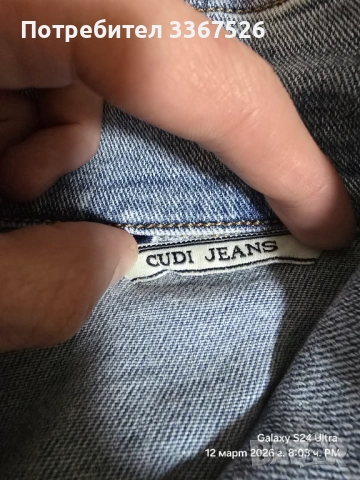 Потребител 3367526
CUDI JEANS
Galaxy S24 Ultra
12 март 2026 г. 8:03 ч. PM